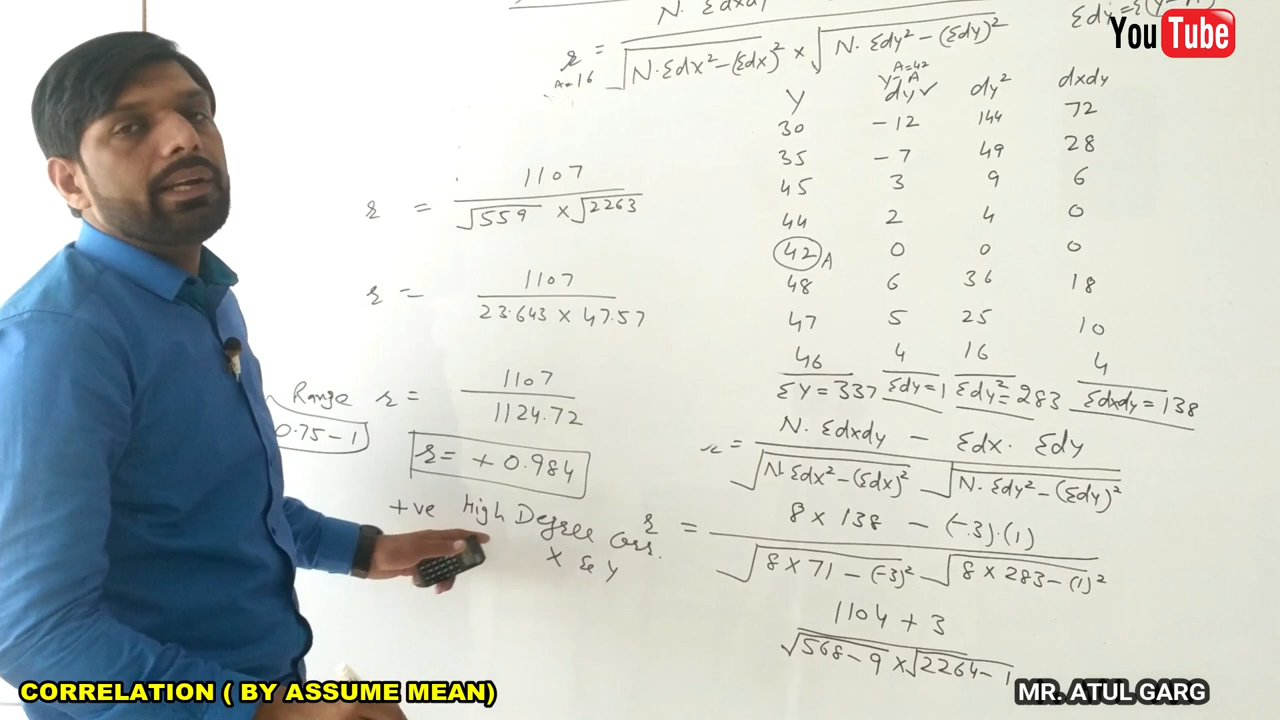 N. Σdxdy
Σdy = Σ(Y-
You Tube
r = √N.Σdx²-(Σdx)² × √N. Σdy² - (Σdy)²
A=16
A=42
Y-A
Y dy✓ dy² dxdy
30 -12 144 72
35 -7 49 28
45 3 9 6
44 2 4 0
42 A 0 0 0
48 6 36 18
47 5 25 10
46 4 16 4
ΣY = 337 Σdy=1 Σdy²=283 Σdxdy=138
r = 1107
√559 × √2263
r = 1107
23.643 × 47.57
Range r = 1107
0.75-1 1124.72
r = + 0.984
+ve High Degree Corr.
X & Y
r = N. Σdxdy - Σdx. Σdy
√N.Σdx²-(Σdx)² √N. Σdy²-(Σdy)²
r = 8 × 138 - (-3).(1)
√8 × 71 - (-3)² √8 × 283 - (1)²
1104 + 3
√568-9 × √2264-1
CORRELATION ( BY ASSUME MEAN)
MR. ATUL GARG